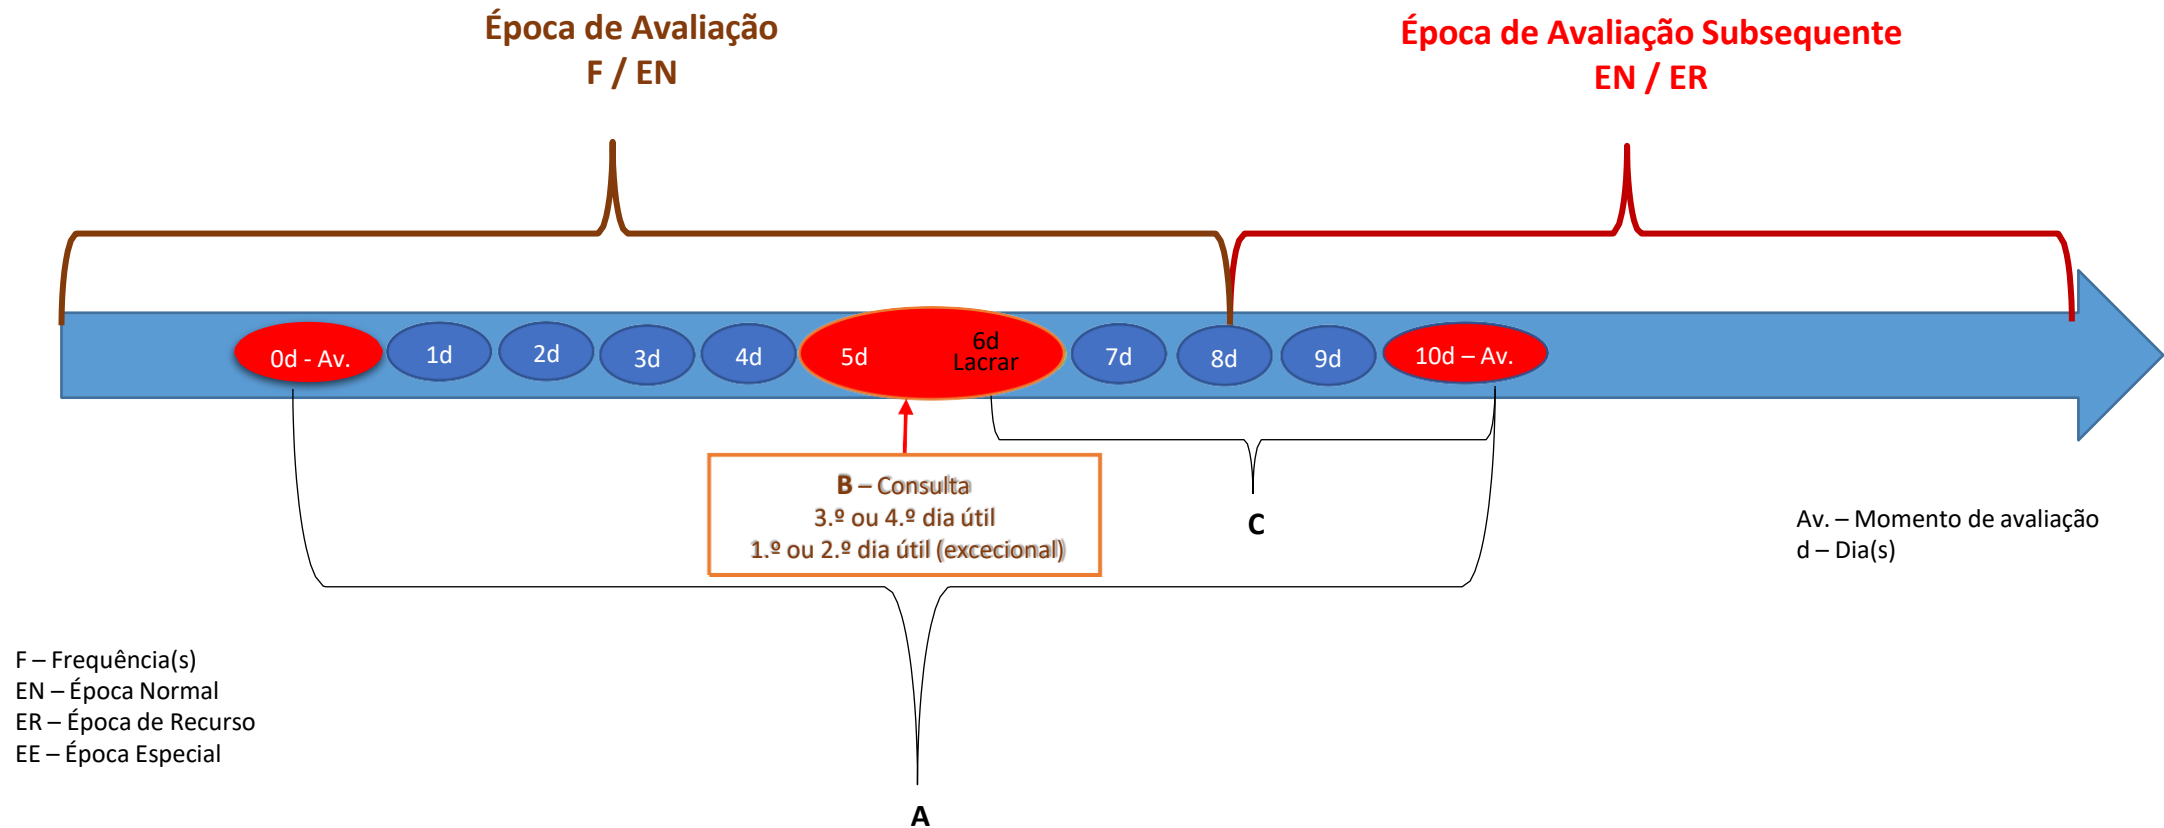 Época de Avaliação
F / EN
Época de Avaliação Subsequente
EN / ER
0d - Av.
1d
2d
3d
4d
5d
6d
Lacrar
7d
8d
9d
10d – Av.
B – Consulta
3.º ou 4.º dia útil
1.º ou 2.º dia útil (excecional)
C
Av. – Momento de avaliação
d – Dia(s)
F – Frequência(s)
EN – Época Normal
ER – Época de Recurso
EE – Época Especial
A